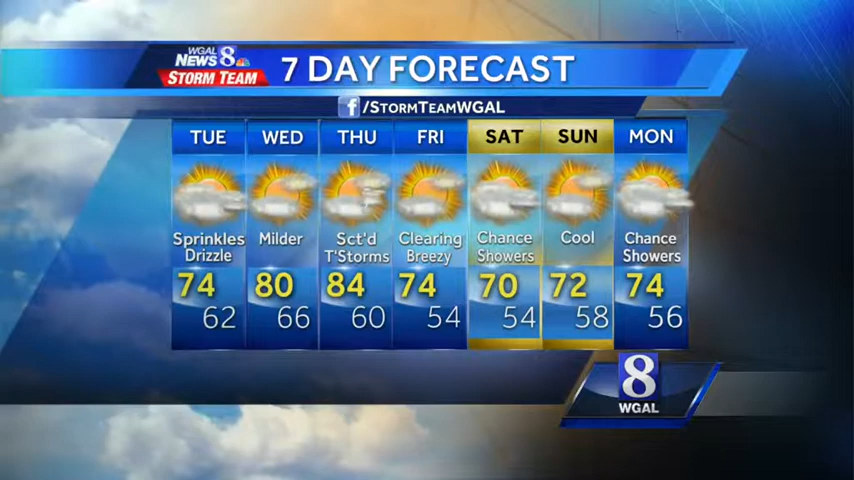 WGAL
NEWS 8
STORM TEAM
7 DAY FORECAST
f /STORMTEAMWGAL
TUE WED THU FRI SAT SUN MON
Sprinkles Milder Sct'd Clearing Chance Cool Chance
Drizzle T'Storms Breezy Showers Showers
74 80 84 74 70 72 74
62 66 60 54 54 58 56
8
WGAL